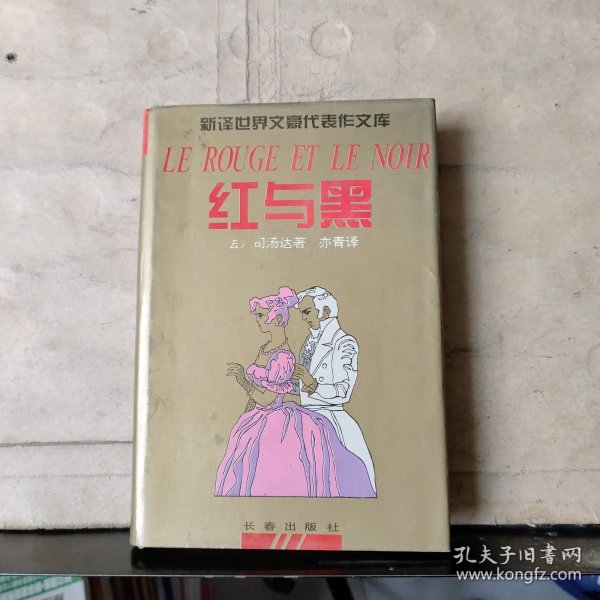 新译世界文豪代表作文库
LE ROUGE ET LE NOIR
红与黑
司汤达著 亦青译
长春出版社
孔夫子旧书网
www.kongfz.com